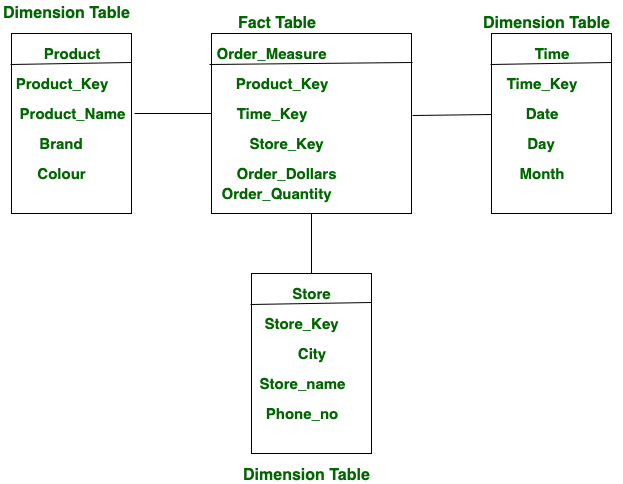 Dimension Table
Product
Product_Key
Product_Name
Brand
Colour
Fact Table
Order_Measure
Product_Key
Time_Key
Store_Key
Order_Dollars
Order_Quantity
Dimension Table
Time
Time_Key
Date
Day
Month
Store
Store_Key
City
Store_name
Phone_no
Dimension Table